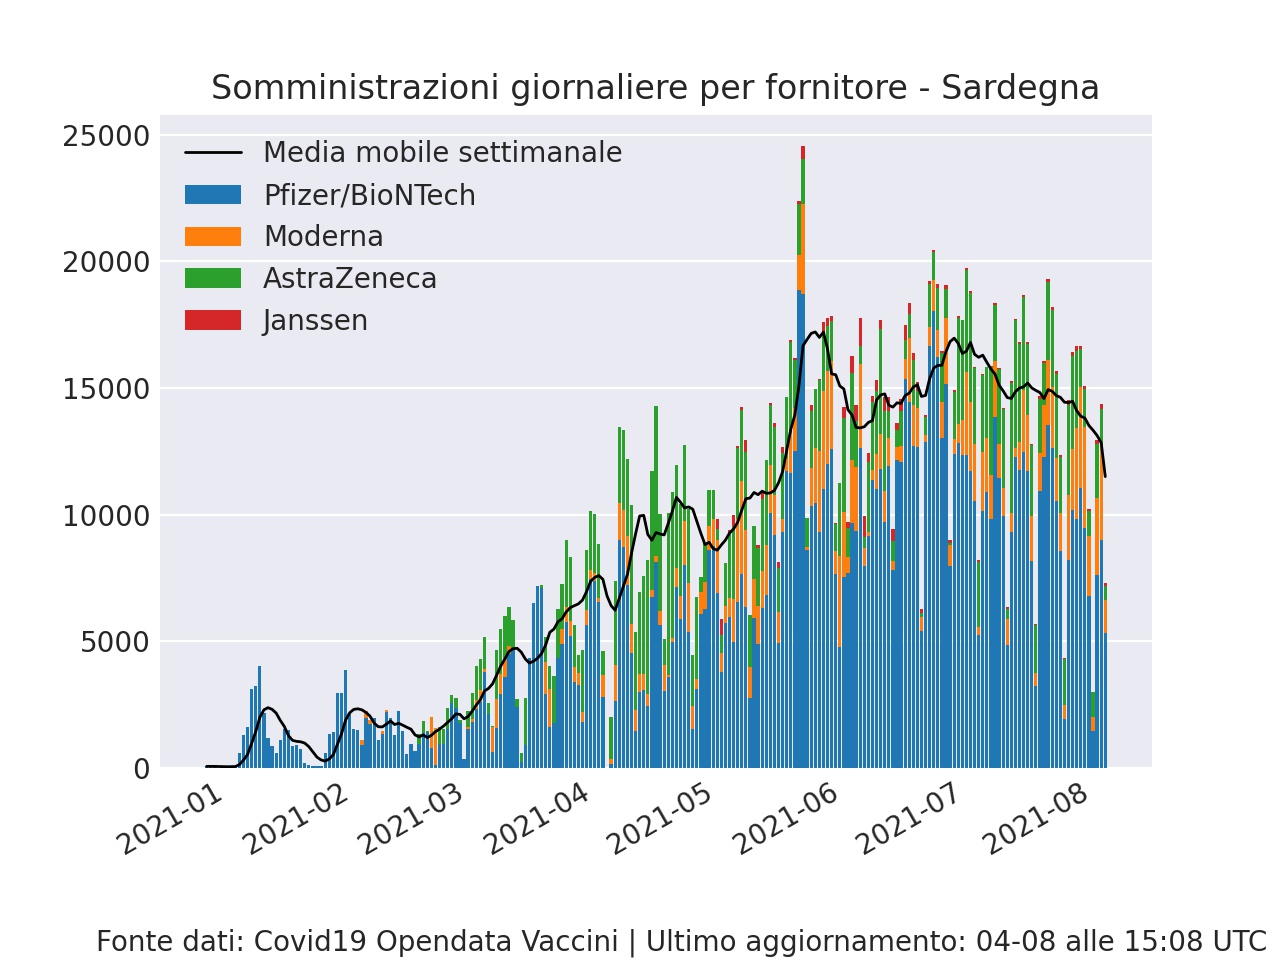 Somministrazioni giornaliere per fornitore - Sardegna
25000
20000
15000
10000
5000
0
Media mobile settimanale
Pfizer/BioNTech
Moderna
AstraZeneca
Janssen
2021-01
2021-02
2021-03
2021-04
2021-05
2021-06
2021-07
2021-08
Fonte dati: Covid19 Opendata Vaccini | Ultimo aggiornamento: 04-08 alle 15:08 UTC